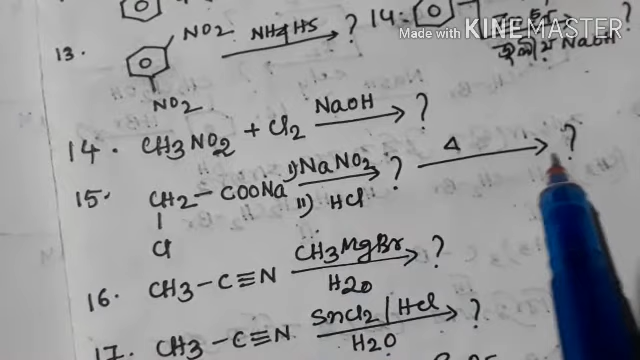 14. ?
Made with KINEMASTER
NaOH
13. NO2 NH4HS ?
NO2
14. CH3NO2 + Cl2 NaOH ?
15. CH2 - COONa i) NaNO2 ? Δ ?
ii) HCl
Cl
16. CH3 - C≡N CH3MgBr ?
H2O
17. CH3 - C≡N SnCl2 / HCl ?
H2O